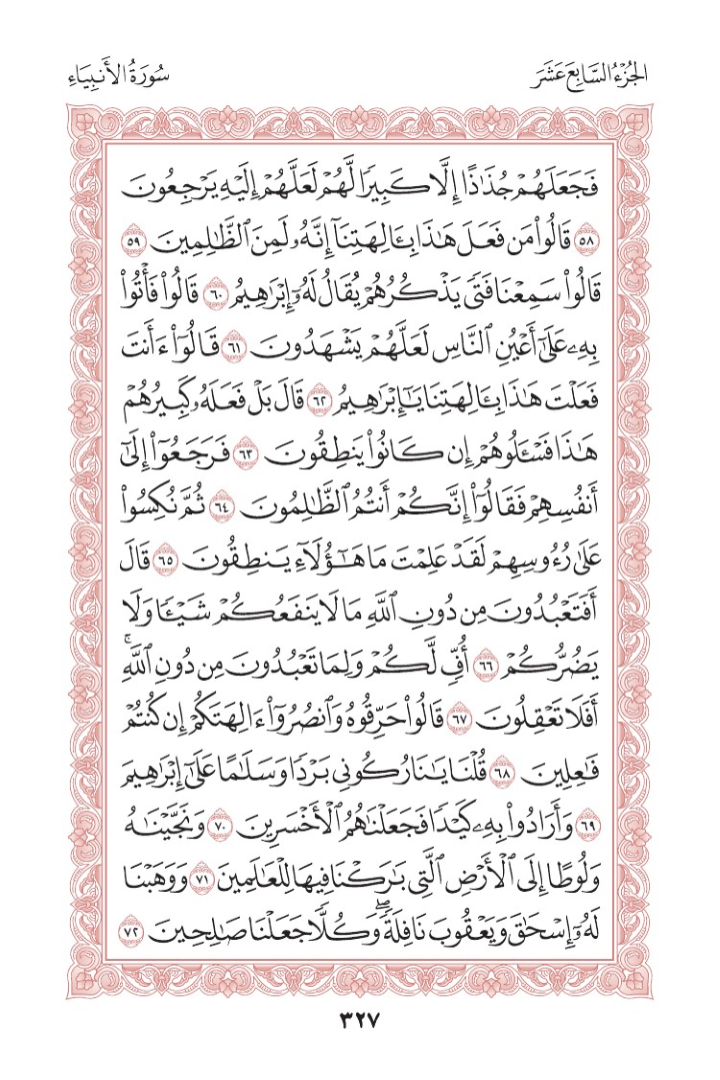 الجُزْءُ السَّابِعَ عَشَرَ
سُورَةُ الأَنبِيَاءِ
فَجَعَلَهُمْ جُذَٰذًا إِلَّا كَبِيرًا لَّهُمْ لَعَلَّهُمْ إِلَيْهِ يَرْجِعُونَ
٥٨ قَالُوا۟ مَن فَعَلَ هَٰذَا بِـَٔالِهَتِنَآ إِنَّهُۥ لَمِنَ ٱلظَّٰلِمِينَ ٥٩
قَالُوا۟ سَمِعْنَا فَتًى يَذْكُرُهُمْ يُقَالُ لَهُۥٓ إِبْرَٰهِيمُ ٦٠ قَالُوا۟ فَأْتُوا۟
بِهِۦ عَلَىٰٓ أَعْيُنِ ٱلنَّاسِ لَعَلَّهُمْ يَشْهَدُونَ ٦١ قَالُوٓا۟ ءَأَنتَ
فَعَلْتَ هَٰذَا بِـَٔالِهَتِنَا يَٰٓإِبْرَٰهِيمُ ٦٢ قَالَ بَلْ فَعَلَهُۥ كَبِيرُهُمْ
هَٰذَا فَسْـَٔلُوهُمْ إِن كَانُوا۟ يَنطِقُونَ ٦٣ فَرَجَعُوٓا۟ إِلَىٰٓ
أَنفُسِهِمْ فَقَالُوٓا۟ إِنَّكُمْ أَنتُمُ ٱلظَّٰلِمُونَ ٦٤ ثُمَّ نُكِسُوا۟
عَلَىٰ رُءُوسِهِمْ لَقَدْ عَلِمْتَ مَا هَٰٓؤُلَآءِ يَنطِقُونَ ٦٥ قَالَ
أَفَتَعْبُدُونَ مِن دُونِ ٱللَّهِ مَا لَا يَنفَعُكُمْ شَيْـًٔا وَلَا
يَضُرُّكُمْ ٦٦ أُفٍّ لَّكُمْ وَلِمَا تَعْبُدُونَ مِن دُونِ ٱللَّهِ ۚ
أَفَلَا تَعْقِلُونَ ٦٧ قَالُوا۟ حَرِّقُوهُ وَٱنصُرُوٓا۟ ءَالِهَتَكُمْ إِن كُنتُمْ
فَٰعِلِينَ ٦٨ قُلْنَا يَٰنَارُ كُونِى بَرْدًا وَسَلَٰمًا عَلَىٰٓ إِبْرَٰهِيمَ
٦٩ وَأَرَادُوا۟ بِهِۦ كَيْدًا فَجَعَلْنَٰهُمُ ٱلْأَخْسَرِينَ ٧٠ وَنَجَّيْنَٰهُ
وَلُوطًا إِلَى ٱلْأَرْضِ ٱلَّتِى بَٰرَكْنَا فِيهَا لِلْعَٰلَمِينَ ٧١ وَوَهَبْنَا
لَهُۥٓ إِسْحَٰقَ وَيَعْقُوبَ نَافِلَةً ۖ وَكُلًّا جَعَلْنَا صَٰلِحِينَ ٧٢
٣٢٧